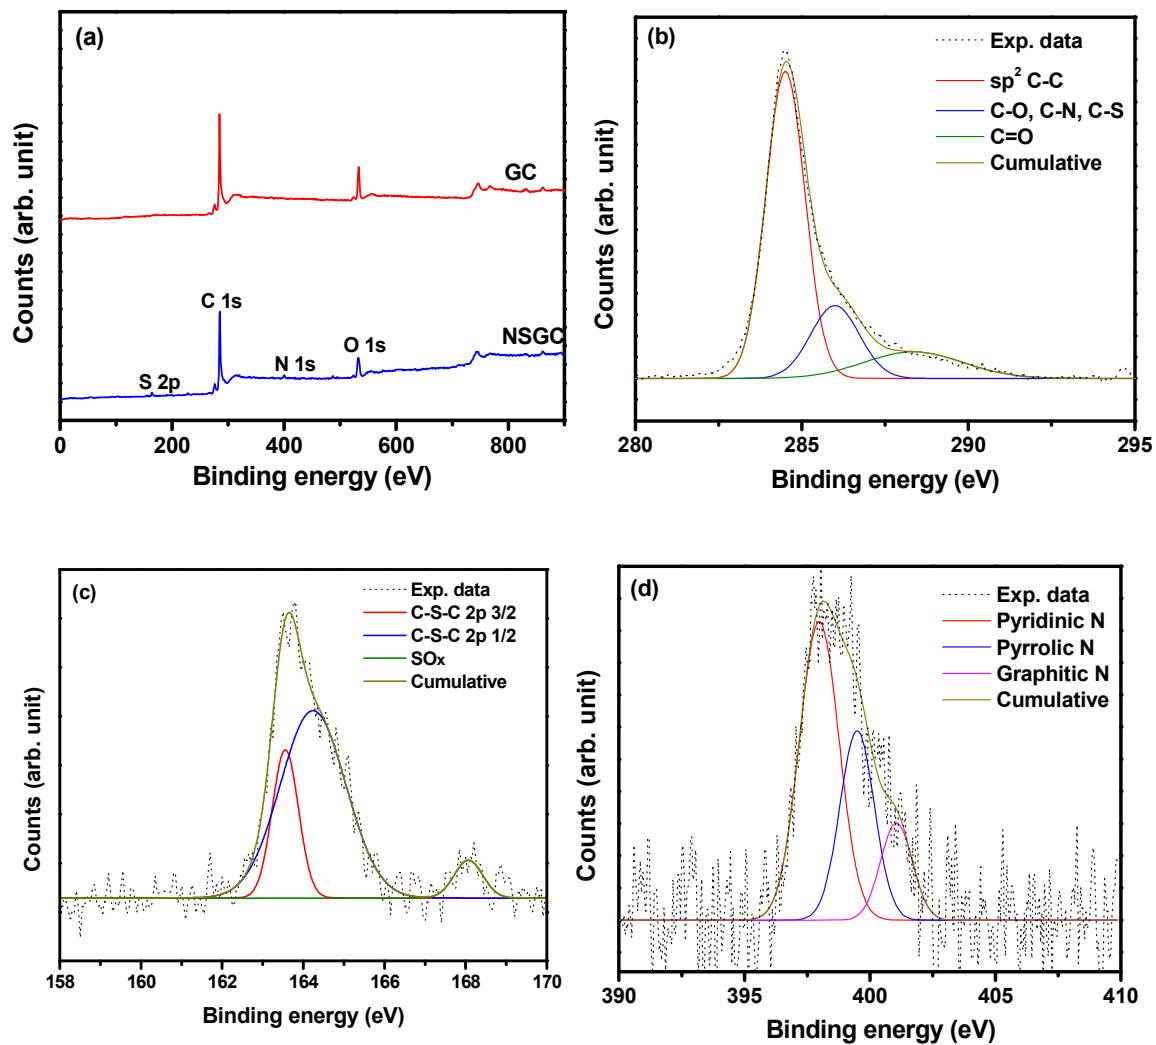 (a)
GC
C 1s
NSGC
O 1s
N 1s
S 2p
0 200 400 600 800
Binding energy (eV)
Counts (arb. unit)
(b)
Exp. data
sp² C-C
C-O, C-N, C-S
C=O
Cumulative
280 285 290 295
Binding energy (eV)
Counts (arb. unit)
(c)
Exp. data
C-S-C 2p 3/2
C-S-C 2p 1/2
SOx
Cumulative
158 160 162 164 166 168 170
Binding energy (eV)
Counts (arb. unit)
(d)
Exp. data
Pyridinic N
Pyrrolic N
Graphitic N
Cumulative
390 395 400 405 410
Binding energy (eV)
Counts (arb. unit)